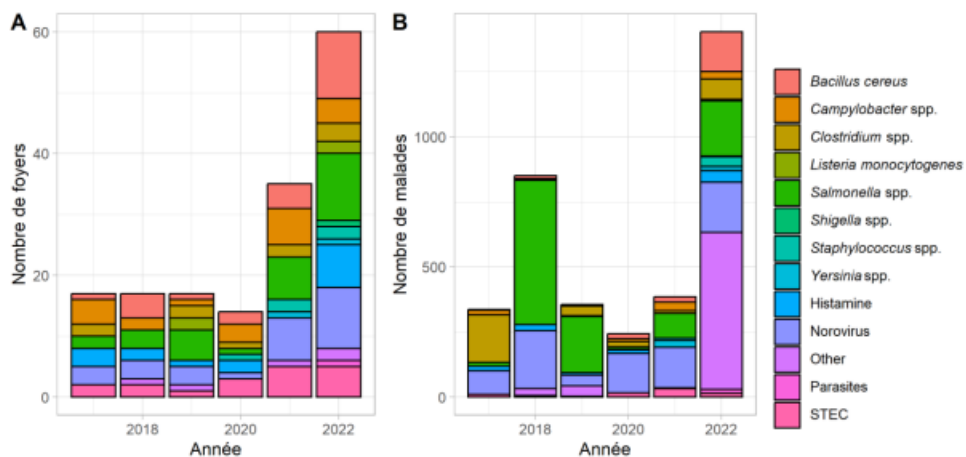 A
Nombre de foyers
60
40
20
0
2018 2020 2022
Année
B
Nombre de malades
1000
500
0
2018 2020 2022
Année
Bacillus cereus
Campylobacter spp.
Clostridium spp.
Listeria monocytogenes
Salmonella spp.
Shigella spp.
Staphylococcus spp.
Yersinia spp.
Histamine
Norovirus
Other
Parasites
STEC